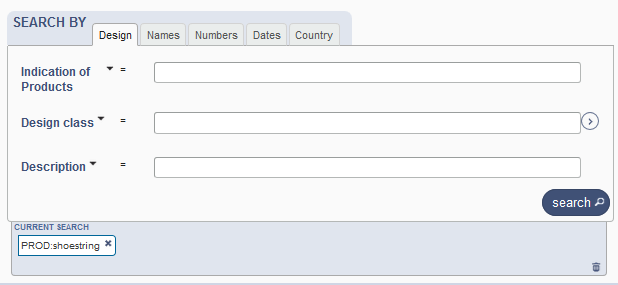 SEARCH BY
Design Names Numbers Dates Country
Indication of =
Products
Design class =
Description =
search
CURRENT SEARCH
PROD:shoestring